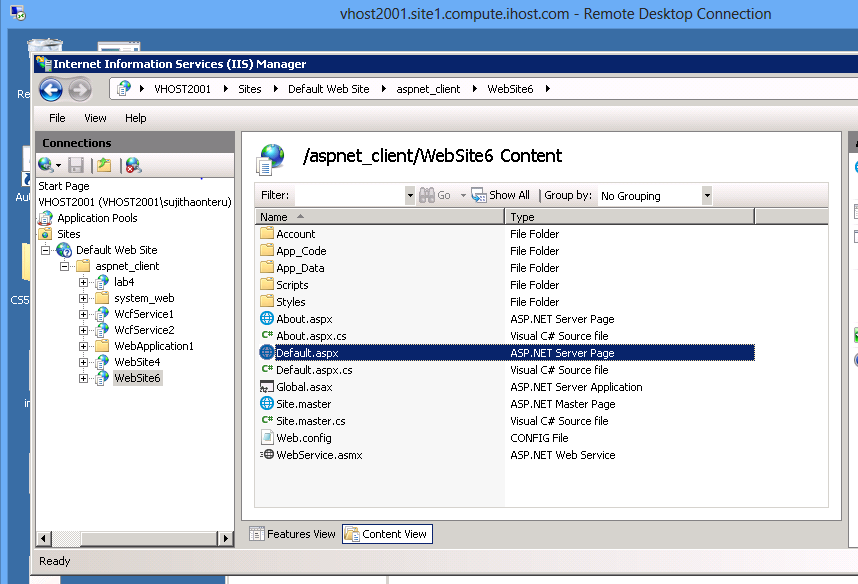 vhost2001.site1.compute.ihost.com - Remote Desktop Connection
Internet Information Services (IIS) Manager
VHOST2001 Sites Default Web Site aspnet_client WebSite6
File View Help
Connections
Start Page
VHOST2001 (VHOST2001\sujithaonteru)
Application Pools
Sites
Default Web Site
aspnet_client
lab4
system_web
WcfService1
WcfService2
WebApplication1
WebSite4
WebSite6
/aspnet_client/WebSite6 Content
Filter: Go Show All Group by: No Grouping
Name Type
Account File Folder
App_Code File Folder
App_Data File Folder
Scripts File Folder
Styles File Folder
About.aspx ASP.NET Server Page
About.aspx.cs Visual C# Source file
Default.aspx ASP.NET Server Page
Default.aspx.cs Visual C# Source file
Global.asax ASP.NET Server Application
Site.master ASP.NET Master Page
Site.master.cs Visual C# Source file
Web.config CONFIG File
WebService.asmx ASP.NET Web Service
Features View Content View
Ready